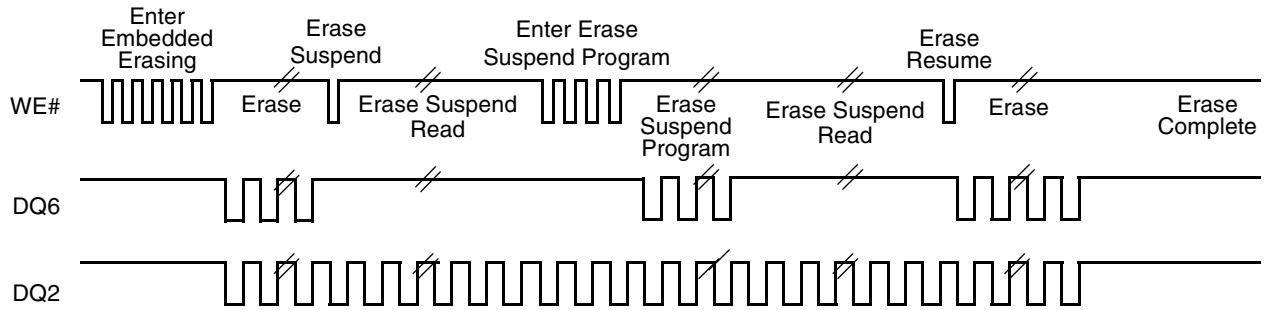 Enter
Embedded
Erasing
Erase
Suspend
Enter Erase
Suspend Program
Erase
Resume
WE#
Erase
Erase Suspend
Read
Erase
Suspend
Program
Erase Suspend
Read
Erase
Erase
Complete
DQ6
DQ2